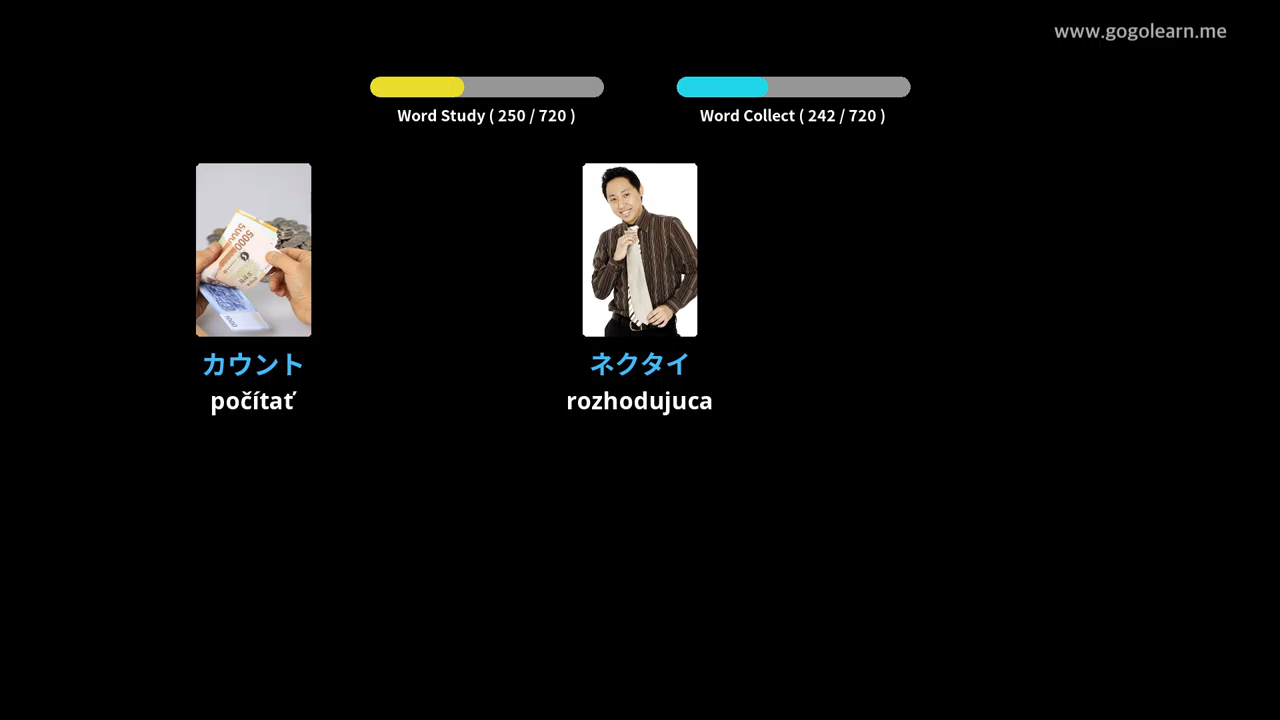 www.gogolearn.me
Word Study ( 250 / 720 )
Word Collect ( 242 / 720 )
カウント
počítať
ネクタイ
rozhodujuca